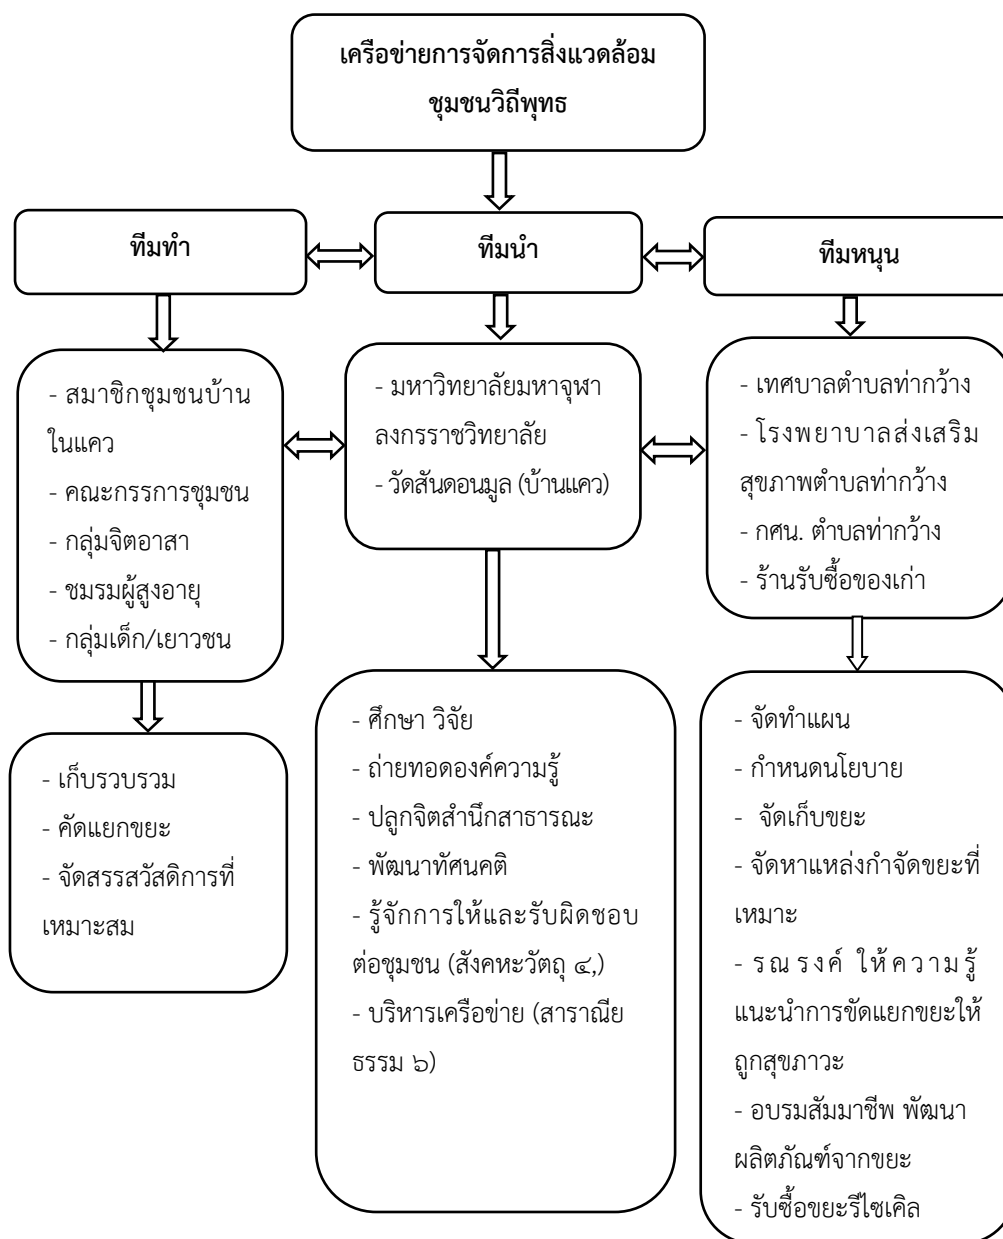 เครือข่ายการจัดการสิ่งแวดล้อม
ชุมชนวิถีพุทธ
ทีมทำ
ทีมนำ
ทีมหนุน
- สมาชิกชุมชนบ้าน
ในแคว
- คณะกรรการชุมชน
- กลุ่มจิตอาสา
- ชมรมผู้สูงอายุ
- กลุ่มเด็ก/เยาวชน
- มหาวิทยาลัยมหาจุฬา
ลงกรราชวิทยาลัย
- วัดสันดอนมูล (บ้านแคว)
- เทศบาลตำบลท่ากว้าง
- โรงพยาบาลส่งเสริม
สุขภาพตำบลท่ากว้าง
- กศน. ตำบลท่ากว้าง
- ร้านรับซื้อของเก่า
- เก็บรวบรวม
- คัดแยกขยะ
- จัดสรรสวัสดิการที่
เหมาะสม
- ศึกษา วิจัย
- ถ่ายทอดองค์ความรู้
- ปลูกจิตสำนึกสาธารณะ
- พัฒนาทัศนคติ
- รู้จักการให้และรับผิดชอบ
ต่อชุมชน (สังคหะวัตถุ ๔,)
- บริหารเครือข่าย (สาราณีย
ธรรม ๖)
- จัดทำแผน
- กำหนดนโยบาย
- จัดเก็บขยะ
- จัดหาแหล่งกำจัดขยะที่
เหมาะ
- รณรงค์ ให้ความรู้
แนะนำการขัดแยกขยะให้
ถูกสุขภาวะ
- อบรมสัมมาชีพ พัฒนา
ผลิตภัณฑ์จากขยะ
- รับซื้อขยะรีไซเคิล